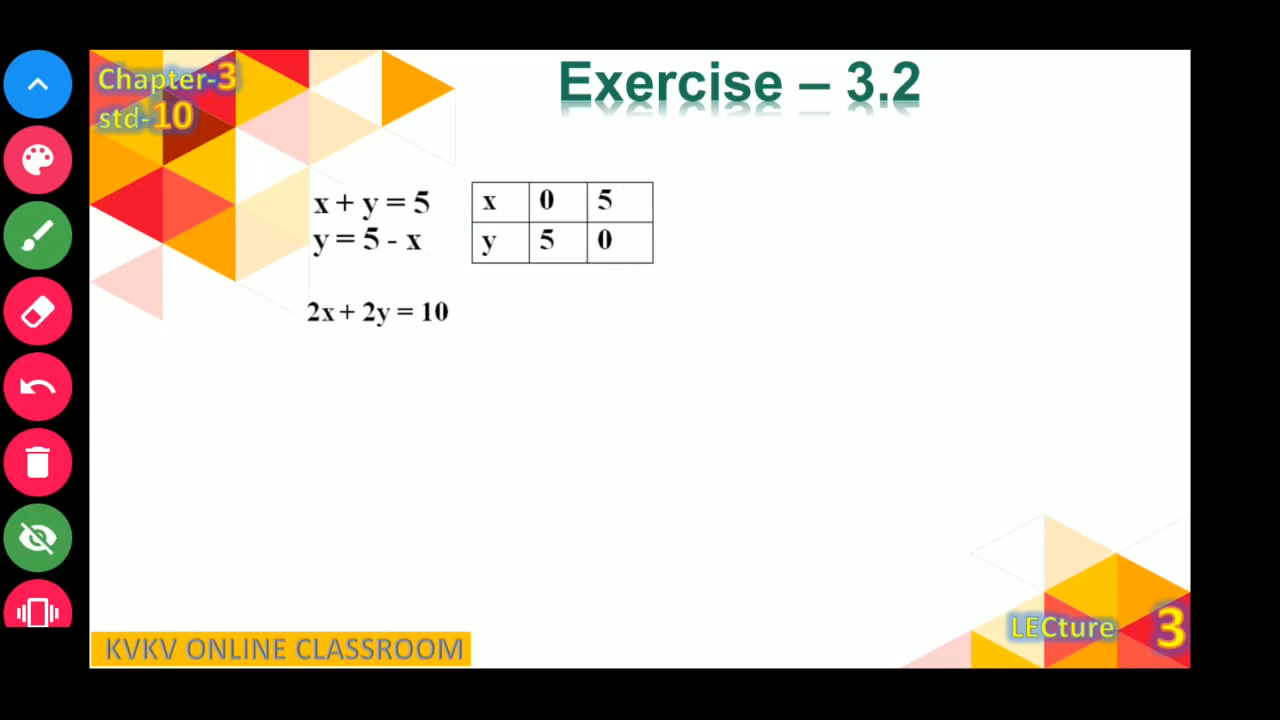 Chapter-3
std-10
Exercise – 3.2
x + y = 5
y = 5 - x
x 0 5
y 5 0
2x + 2y = 10
LECture 3
KVKV ONLINE CLASSROOM